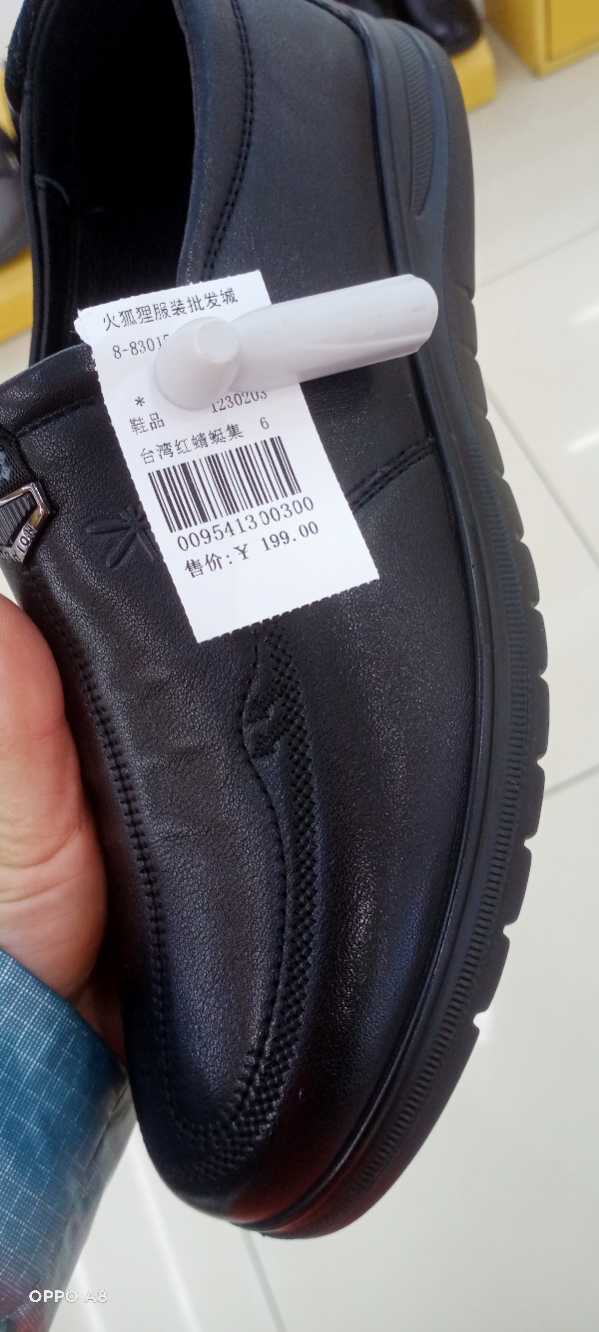 火狐狸服装批发城
8-8301
*
鞋品 1230203
台湾红蜻蜓集 6
009541300300
售价:¥ 199.00
OPPO A8